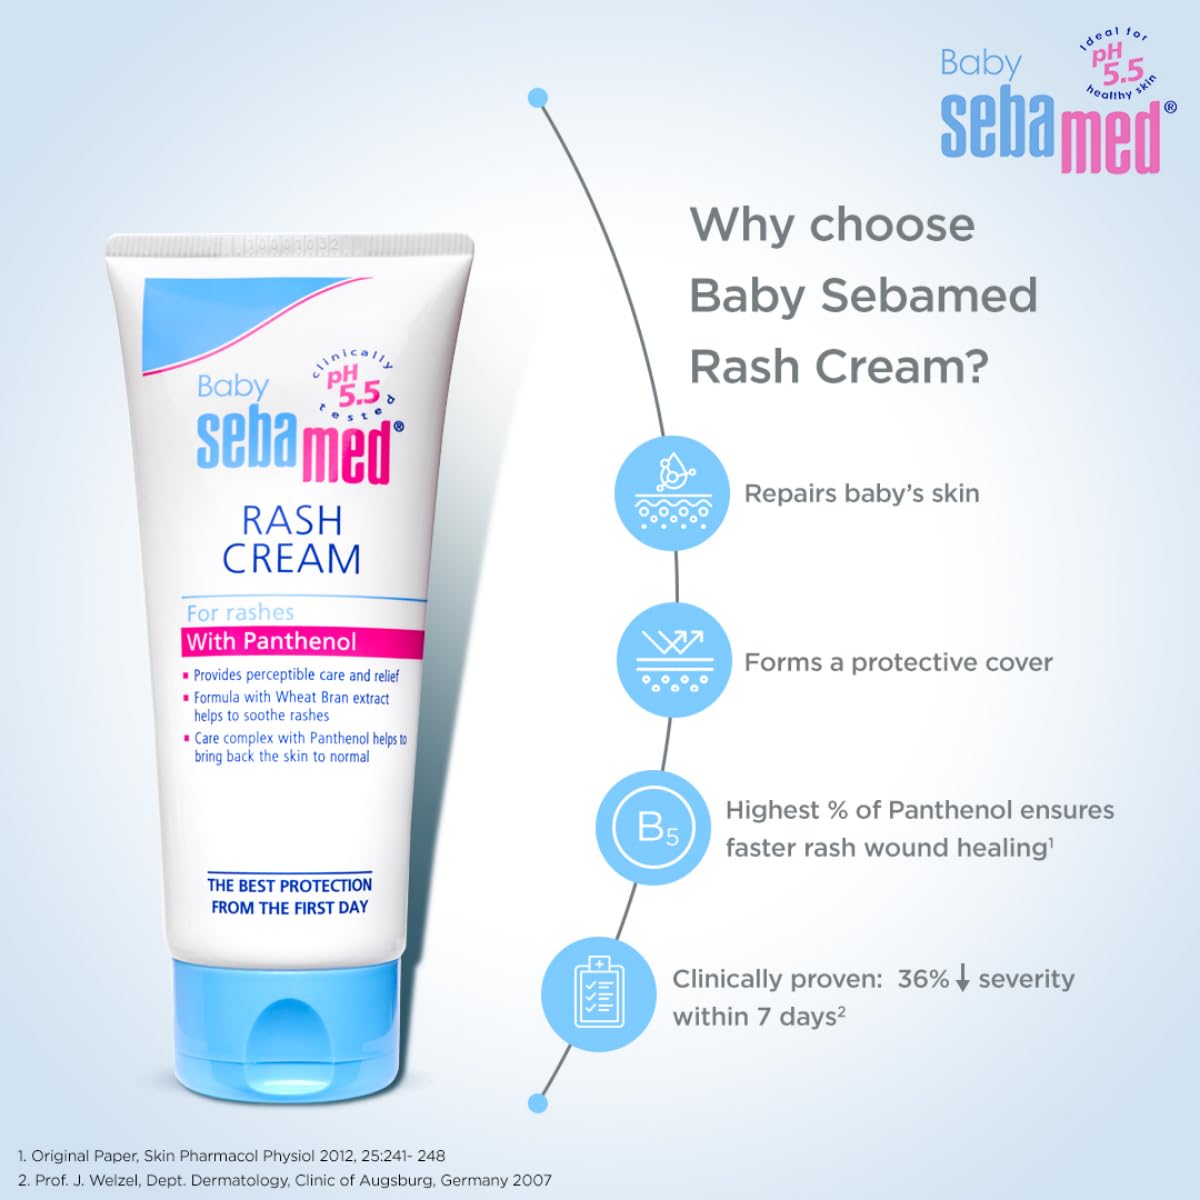 Baby
sebamed®
Ideal for
pH
5.5
healthy skin
Why choose
Baby Sebamed
Rash Cream?
Repairs baby's skin
Forms a protective cover
B5
Highest % of Panthenol ensures
faster rash wound healing¹
Clinically proven: 36%↓ severity
within 7 days²
Baby
sebamed®
clinically
pH
5.5
tested
RASH
CREAM
For rashes
With Panthenol
▪ Provides perceptible care and relief
▪ Formula with Wheat Bran extract
helps to soothe rashes
▪ Care complex with Panthenol helps to
bring back the skin to normal
THE BEST PROTECTION
FROM THE FIRST DAY
1. Original Paper, Skin Pharmacol Physiol 2012, 25:241- 248
2. Prof. J. Welzel, Dept. Dermatology, Clinic of Augsburg, Germany 2007